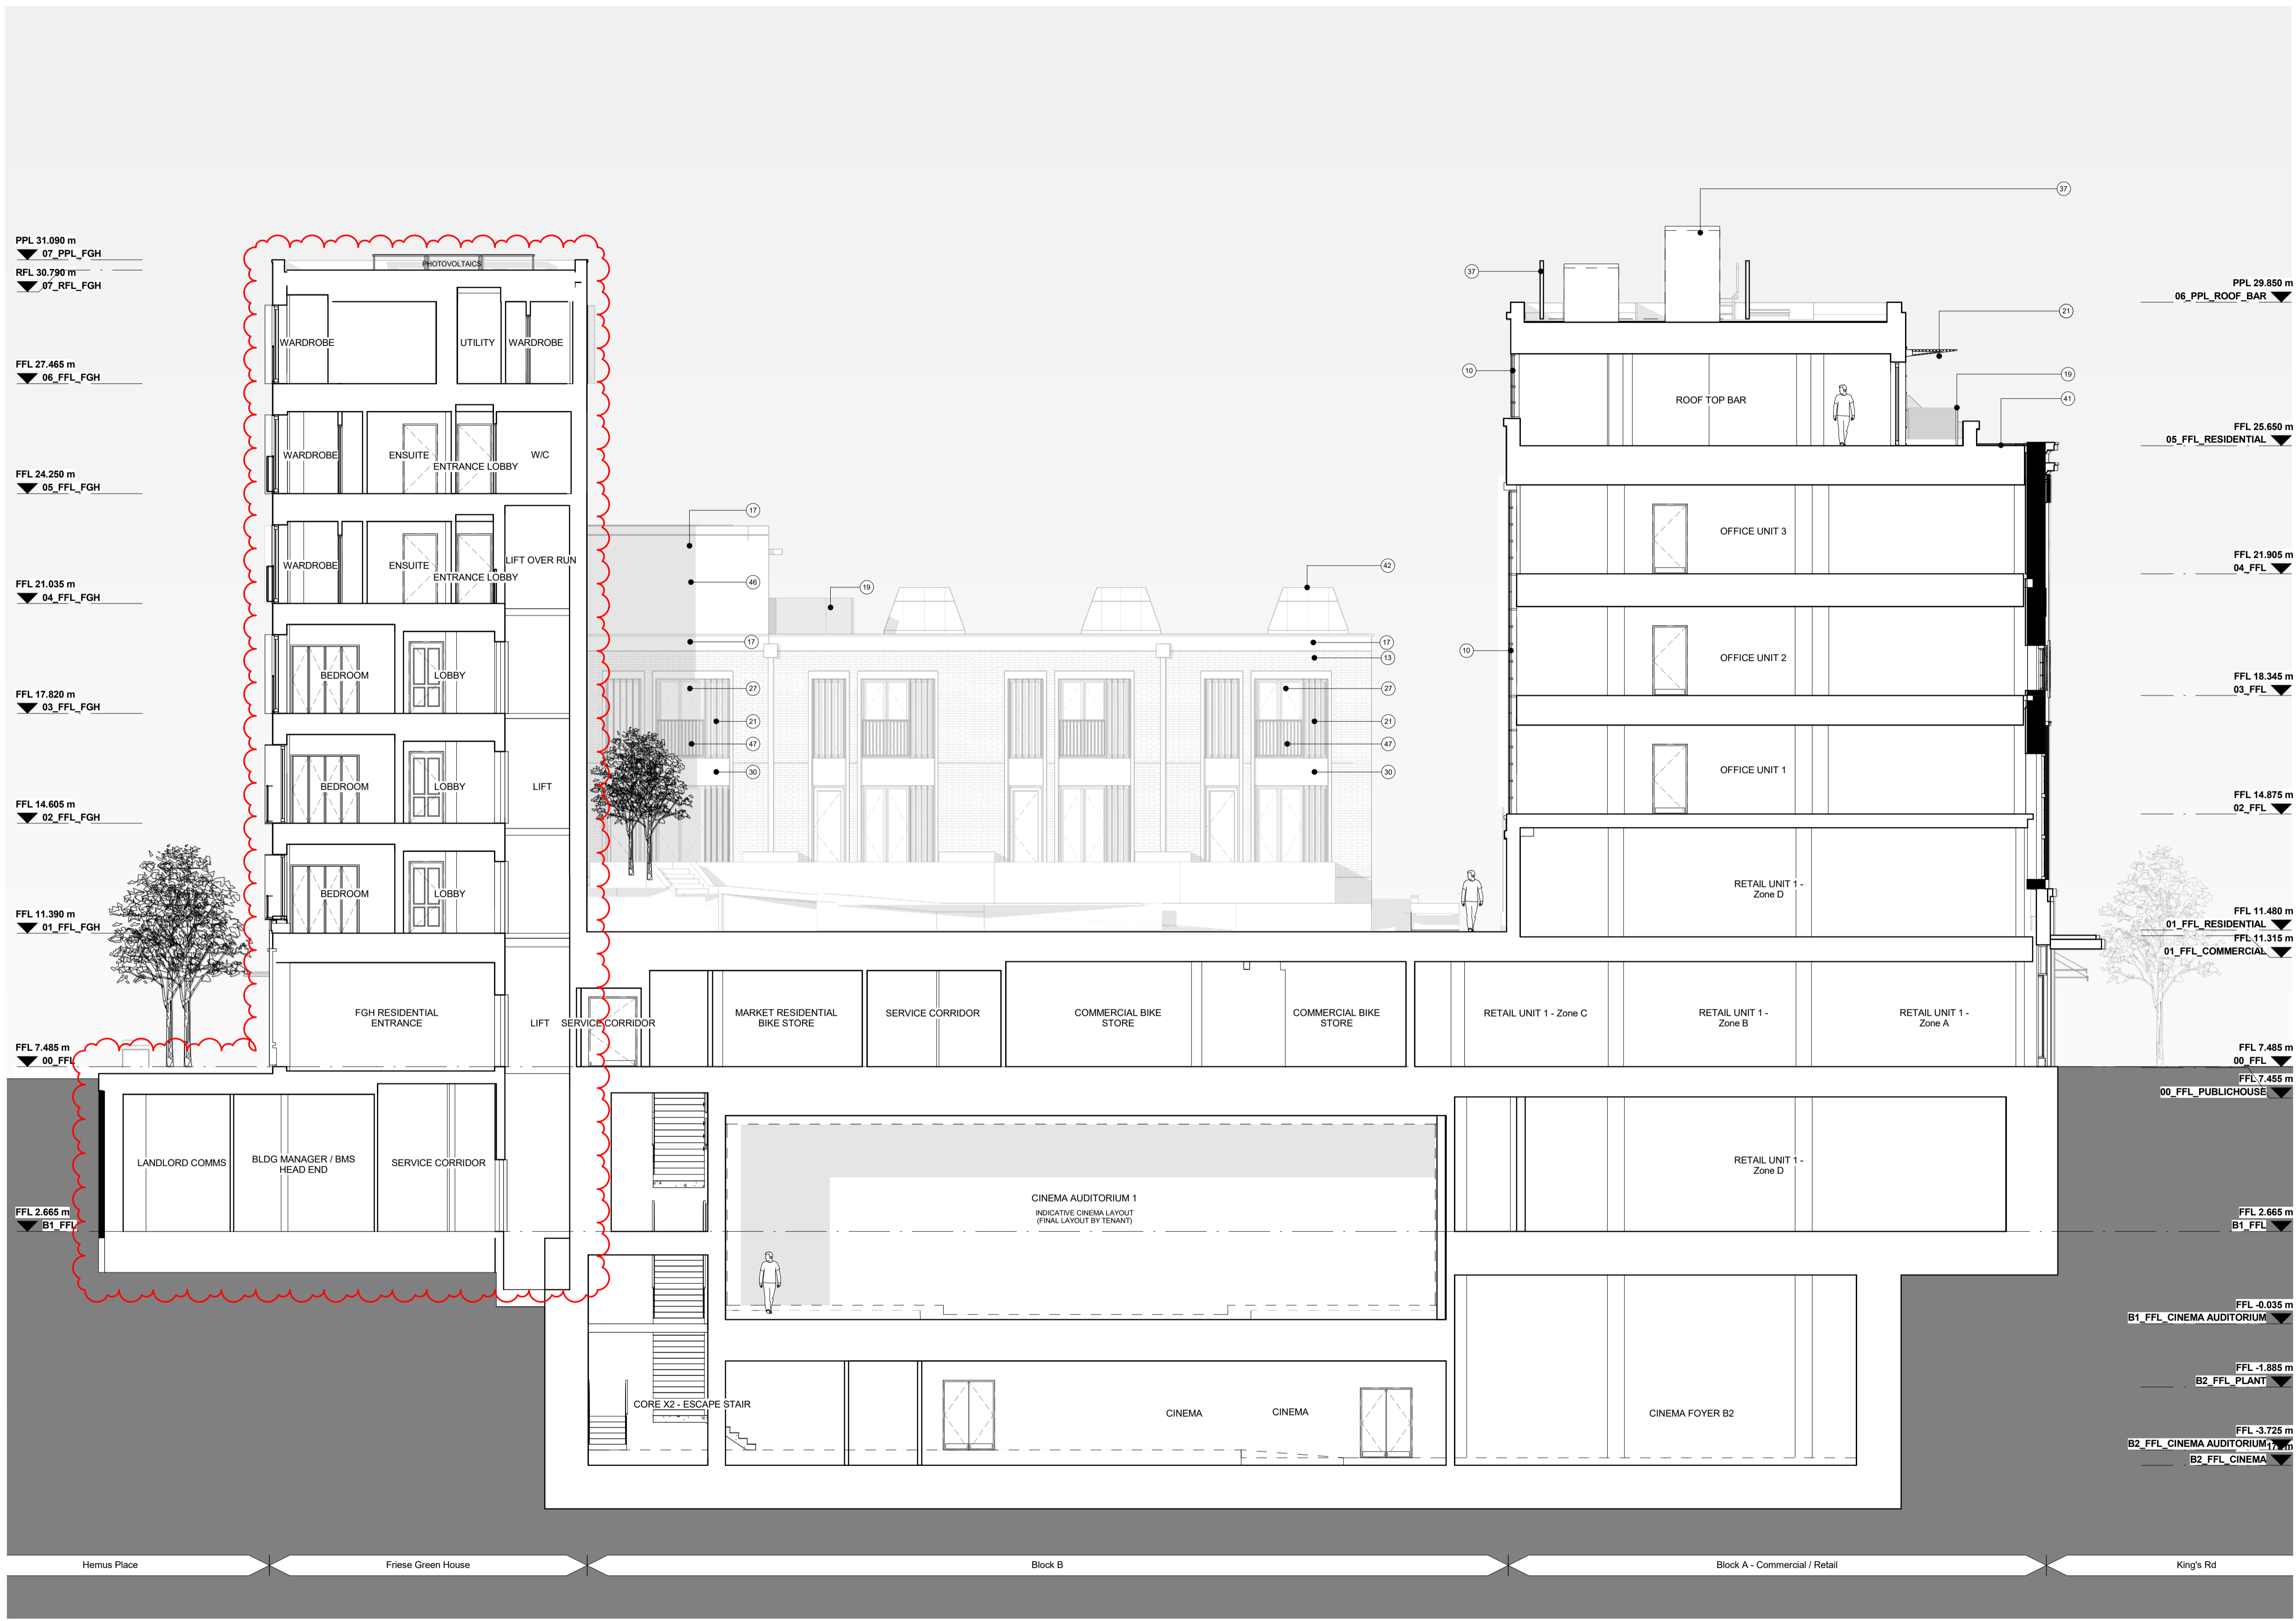 37
PPL 31.090 m
07_PPL_FGH
RFL 30.790 m
07_RFL_FGH
PHOTOVOLTAICS
37
PPL 29.850 m
06_PPL_ROOF_BAR
21
WARDROBE
UTILITY
WARDROBE
FFL 27.465 m
06_FFL_FGH
10
19
ROOF TOP BAR
41
FFL 25.650 m
05_FFL_RESIDENTIAL
WARDROBE
ENSUITE
ENTRANCE LOBBY
W/C
FFL 24.250 m
05_FFL_FGH
17
OFFICE UNIT 3
FFL 21.905 m
04_FFL
WARDROBE
ENSUITE
ENTRANCE LOBBY
LIFT OVER RUN
46
19
42
FFL 21.035 m
04_FFL_FGH
17
17
13
10
OFFICE UNIT 2
BEDROOM
LOBBY
27
27
FFL 18.345 m
03_FFL
FFL 17.820 m
03_FFL_FGH
21
21
47
47
30
30
OFFICE UNIT 1
BEDROOM
LOBBY
LIFT
FFL 14.875 m
02_FFL
FFL 14.605 m
02_FFL_FGH
BEDROOM
LOBBY
RETAIL UNIT 1 -
Zone D
FFL 11.390 m
01_FFL_FGH
FFL 11.480 m
01_FFL_RESIDENTIAL
FFL 11.315 m
01_FFL_COMMERCIAL
FGH RESIDENTIAL
ENTRANCE
LIFT
SERVICE CORRIDOR
MARKET RESIDENTIAL
BIKE STORE
SERVICE CORRIDOR
COMMERCIAL BIKE
STORE
COMMERCIAL BIKE
STORE
RETAIL UNIT 1 - Zone C
RETAIL UNIT 1 -
Zone B
RETAIL UNIT 1 -
Zone A
FFL 7.485 m
00_FFL
FFL 7.485 m
00_FFL
FFL 7.455 m
00_FFL_PUBLICHOUSE
LANDLORD COMMS
BLDG MANAGER / BMS
HEAD END
SERVICE CORRIDOR
RETAIL UNIT 1 -
Zone D
CINEMA AUDITORIUM 1
INDICATIVE CINEMA LAYOUT
(FINAL LAYOUT BY TENANT)
FFL 2.665 m
B1_FFL
FFL 2.665 m
B1_FFL
FFL -0.035 m
B1_FFL_CINEMA AUDITORIUM
FFL -1.885 m
B2_FFL_PLANT
CORE X2 - ESCAPE STAIR
CINEMA
CINEMA
CINEMA FOYER B2
FFL -3.725 m
B2_FFL_CINEMA AUDITORIUM
B2_FFL_CINEMA
Hemus Place
Friese Green House
Block B
Block A - Commercial / Retail
King's Rd